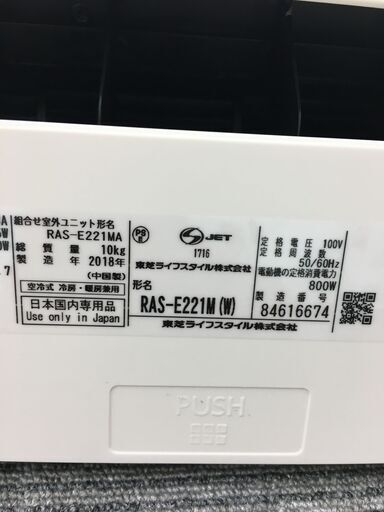 組合せ室外ユニット形名
RAS-E221MA
総質量 10kg
製造年 2018年
(中国製)
空冷式 冷房・暖房兼用
日本国内専用品
Use only in Japan
PS
E
JET
1716
東芝ライフスタイル株式会社
形名
RAS-E221M(W)
東芝ライフスタイル株式会社
定格電圧 100V
定格周波数
50/60Hz
電動機の定格消費電力
800W
製造番号
84616674
PUSH